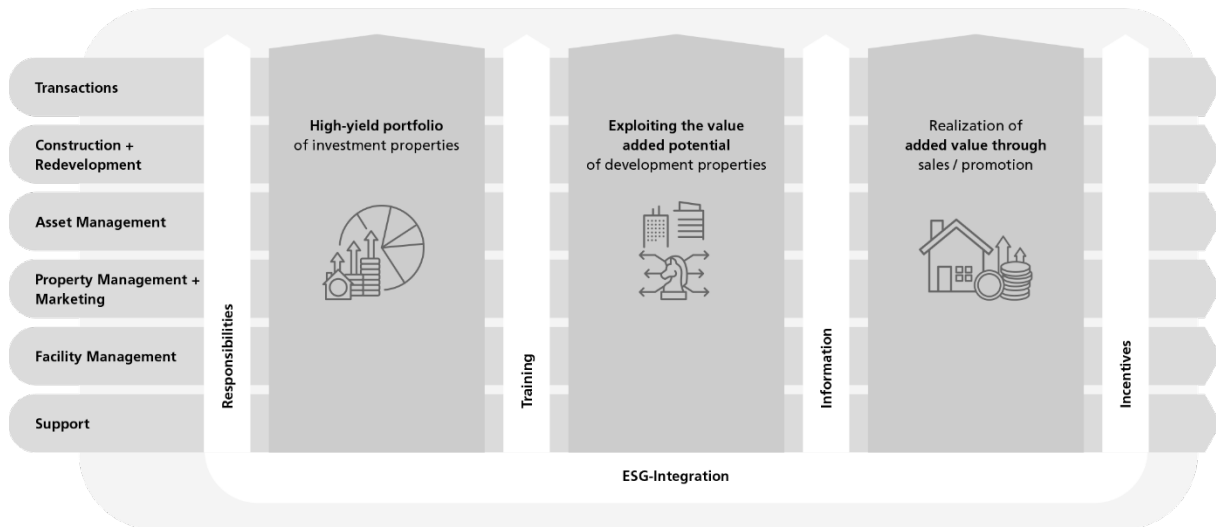 Transactions
Construction +
Redevelopment
Asset Management
Property Management +
Marketing
Facility Management
Support
Responsibilities
High-yield portfolio
of investment properties
Training
Exploiting the value
added potential
of development properties
Information
Realization of
added value through
sales / promotion
Incentives
ESG-Integration